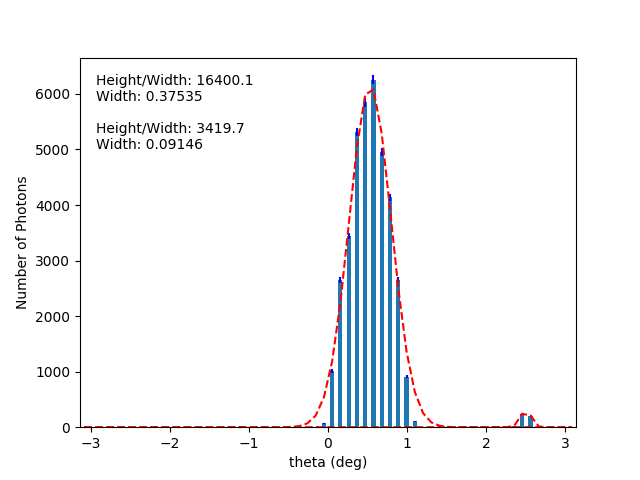 Height/Width: 16400.1
Width: 0.37535
Height/Width: 3419.7
Width: 0.09146
6000
5000
4000
3000
2000
1000
0
Number of Photons
−3
−2
−1
0
1
2
3
theta (deg)